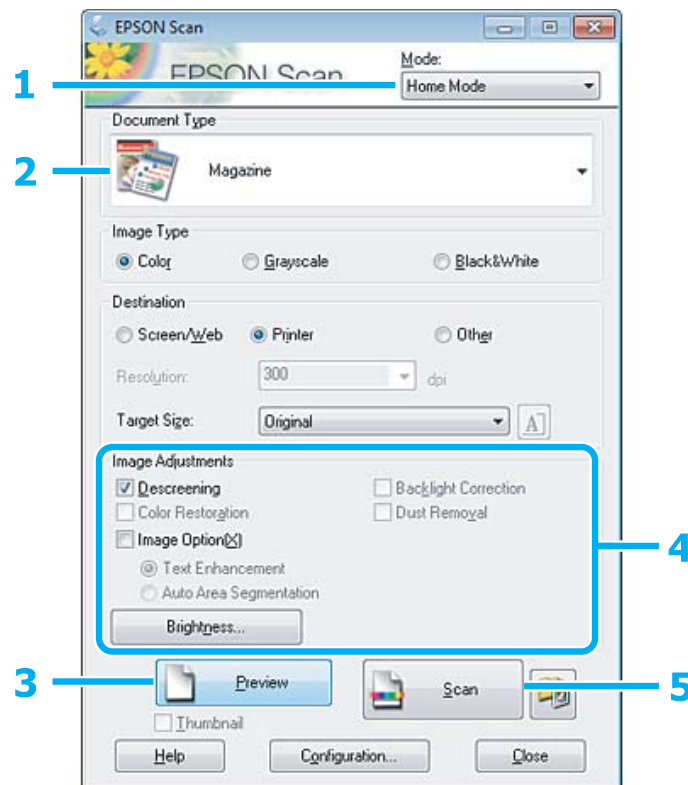 EPSON Scan
EPSON Scan
Mode:
1
Home Mode
Document Type
2
Magazine
Image Type
Color Grayscale Black&White
Destination
Screen/Web Printer Other
Resolution: 300 dpi
Target Size: Original A
Image Adjustments
Descreening Backlight Correction
Color Restoration Dust Removal
Image Option(X)
4
Text Enhancement
Auto Area Segmentation
Brightness...
3 Preview Scan 5
Thumbnail
Help Configuration... Close